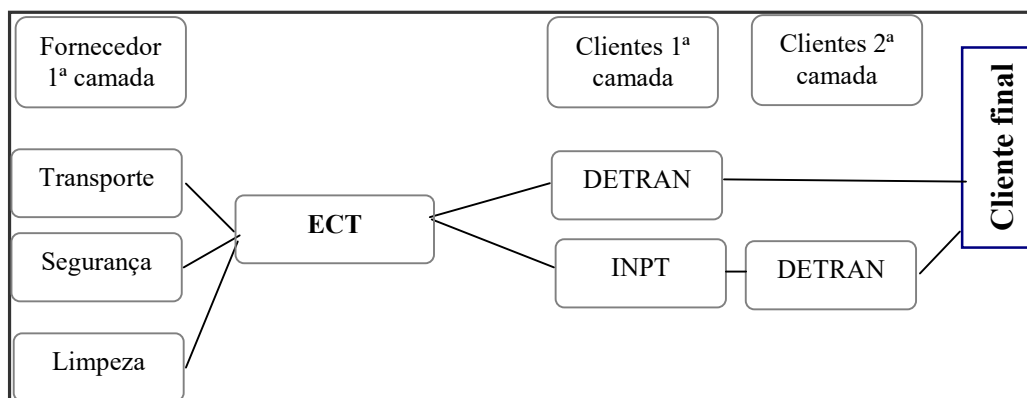 Fornecedor
1ª camada
Clientes 1ª
camada
Clientes 2ª
camada
Cliente final
Transporte
DETRAN
ECT
Segurança
INPT
DETRAN
Limpeza